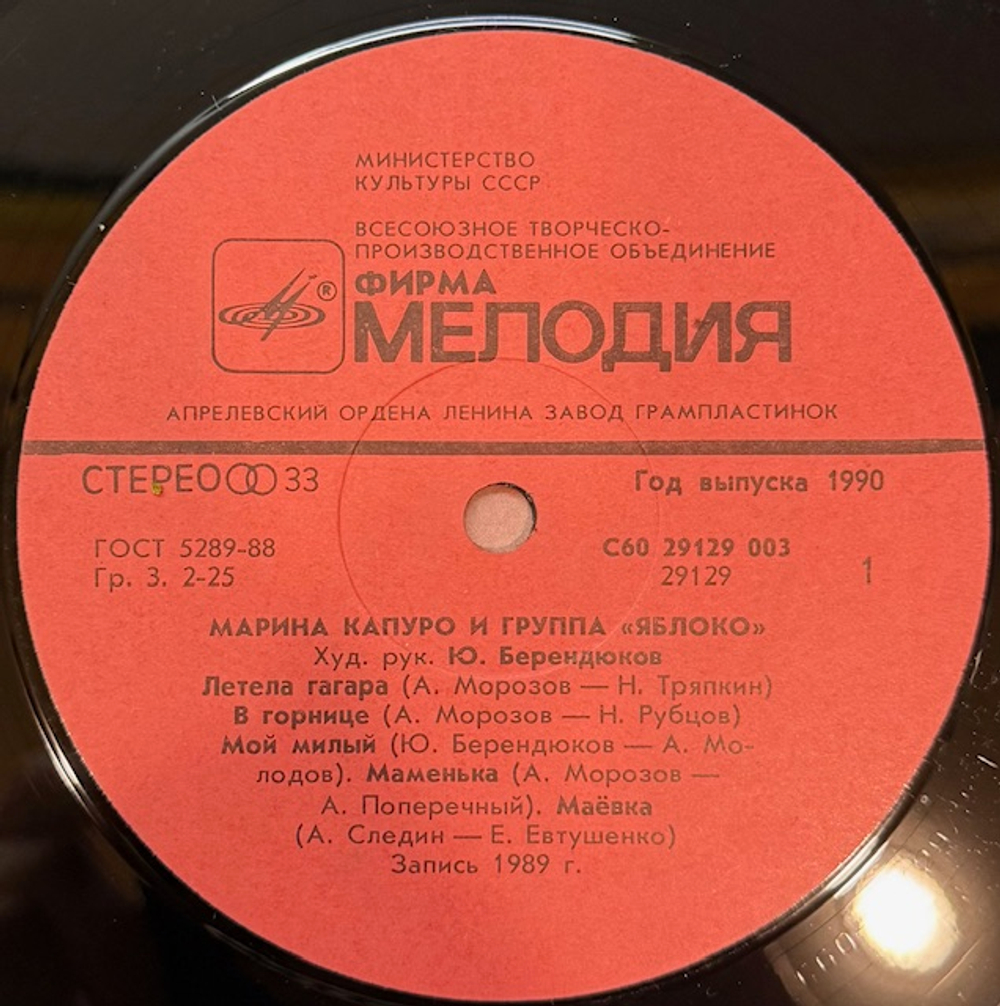 МИНИСТЕРСТВО
КУЛЬТУРЫ СССР
ВСЕСОЮЗНОЕ ТВОРЧЕСКО-
ПРОИЗВОДСТВЕННОЕ ОБЪЕДИНЕНИЕ
®
ФИРМА
МЕЛОДИЯ
АПРЕЛЕВСКИЙ ОРДЕНА ЛЕНИНА ЗАВОД ГРАМПЛАСТИНОК
СТЕРЕО 33 Год выпуска 1990
ГОСТ 5289-88 С60 29129 003
Гр. 3. 2-25 29129 1
МАРИНА КАПУРО И ГРУППА «ЯБЛОКО»
Худ. рук. Ю. Берендюков
Летела гагара (А. Морозов — Н. Тряпкин)
В горнице (А. Морозов — Н. Рубцов)
Мой милый (Ю. Берендюков — А. Мо-
лодов). Маменька (А. Морозов —
А. Поперечный). Маёвка
(А. Следин — Е. Евтушенко)
Запись 1989 г.